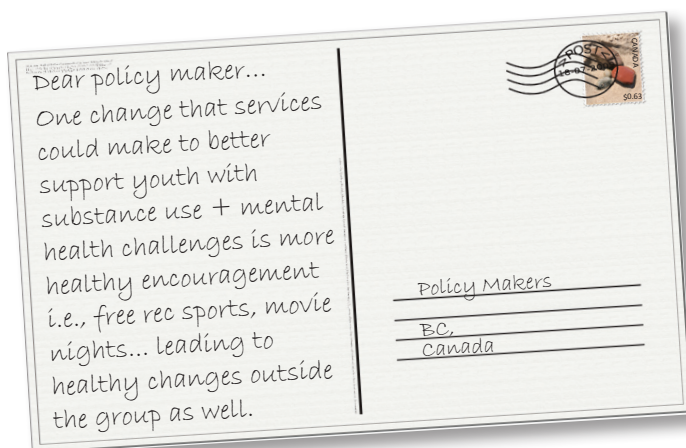 Dear policy maker...
One change that services
could make to better
support youth with
substance use + mental
health challenges is more
healthy encouragement
i.e., free rec sports, movie
nights... leading to
healthy changes outside
the group as well.
POST
CANADA
$0.63
Policy Makers
BC,
Canada